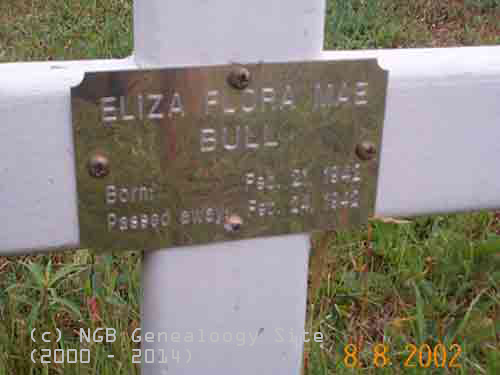 ELIZA FLORA MAE
BULL
Born: Feb. 21, 1942
Passed away: Feb. 24, 1942
(c) NGB Genealoogy Site
(2000 - 2014)
8 8 2002